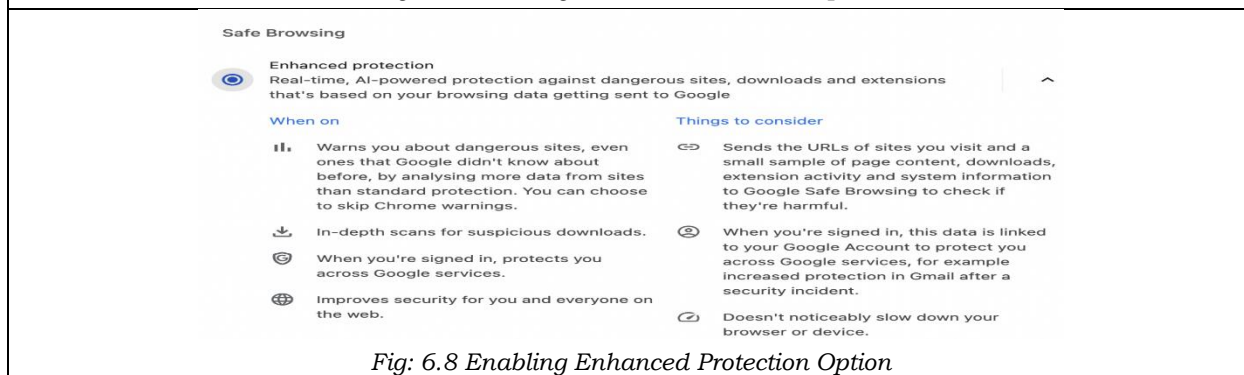 Safe Browsing
Enhanced protection
Real-time, AI-powered protection against dangerous sites, downloads and extensions
that's based on your browsing data getting sent to Google
When on
Warns you about dangerous sites, even
ones that Google didn't know about
before, by analysing more data from sites
than standard protection. You can choose
to skip Chrome warnings.
In-depth scans for suspicious downloads.
When you're signed in, protects you
across Google services.
Improves security for you and everyone on
the web.
Things to consider
Sends the URLs of sites you visit and a
small sample of page content, downloads,
extension activity and system information
to Google Safe Browsing to check if
they're harmful.
When you're signed in, this data is linked
to your Google Account to protect you
across Google services, for example
increased protection in Gmail after a
security incident.
Doesn't noticeably slow down your
browser or device.
Fig: 6.8 Enabling Enhanced Protection Option